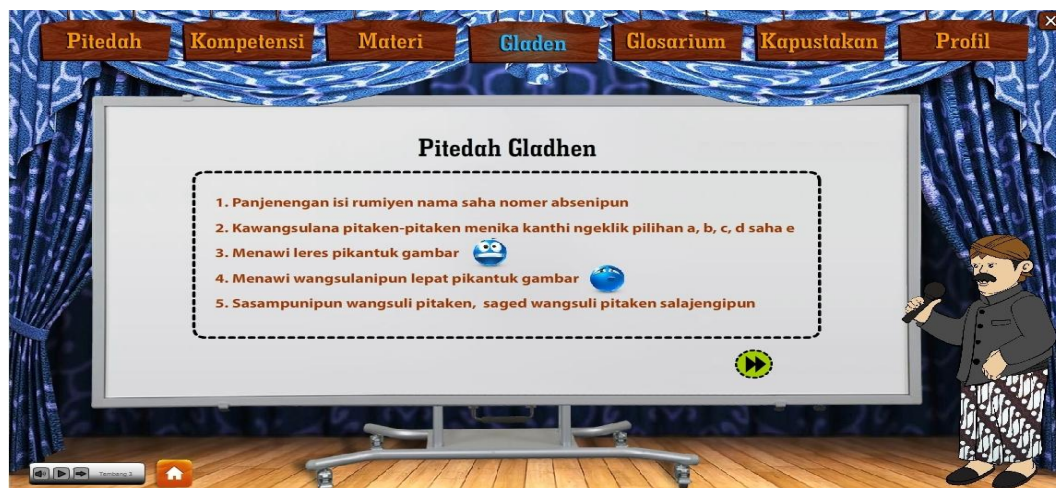 Pitedah Kompetensi Materi Gladen Glosarium Kapustakan Profil
X
Pitedah Gladhen
1. Panjenengan isi rumiyen nama saha nomer absenipun
2. Kawangsulana pitaken-pitaken menika kanthi ngeklik pilihan a, b, c, d saha e
3. Menawi leres pikantuk gambar
4. Menawi wangsulanipun lepat pikantuk gambar
5. Sasampunipun wangsuli pitaken, saged wangsuli pitaken salajengipun